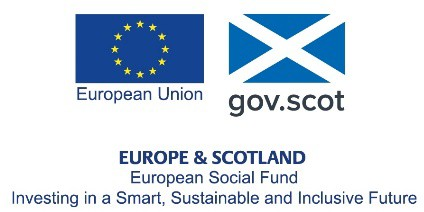 European Union
gov.scot
EUROPE & SCOTLAND
European Social Fund
Investing in a Smart, Sustainable and Inclusive Future